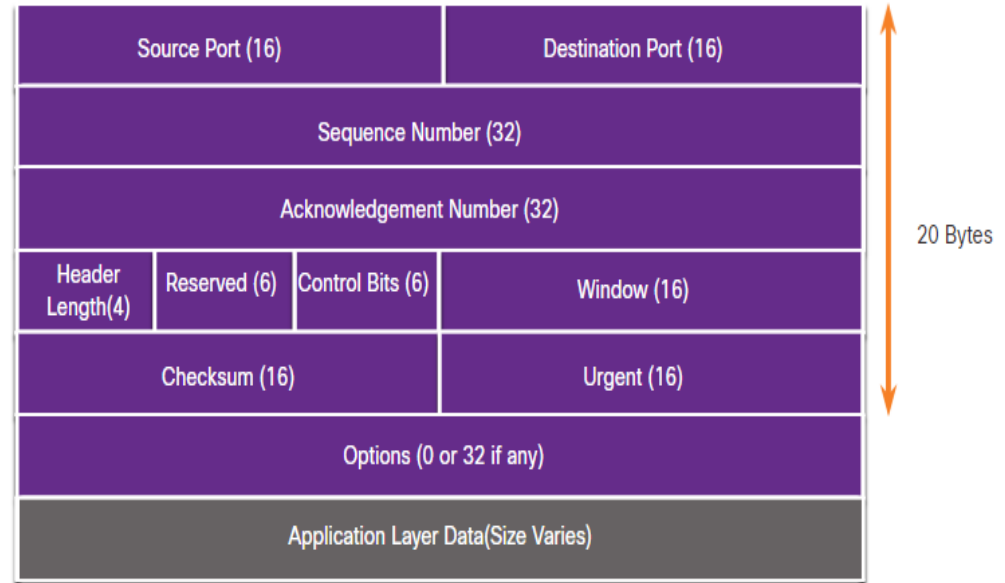 Source Port (16)
Destination Port (16)
Sequence Number (32)
Acknowledgement Number (32)
20 Bytes
Header
Length(4)
Reserved (6)
Control Bits (6)
Window (16)
Checksum (16)
Urgent (16)
Options (0 or 32 if any)
Application Layer Data(Size Varies)